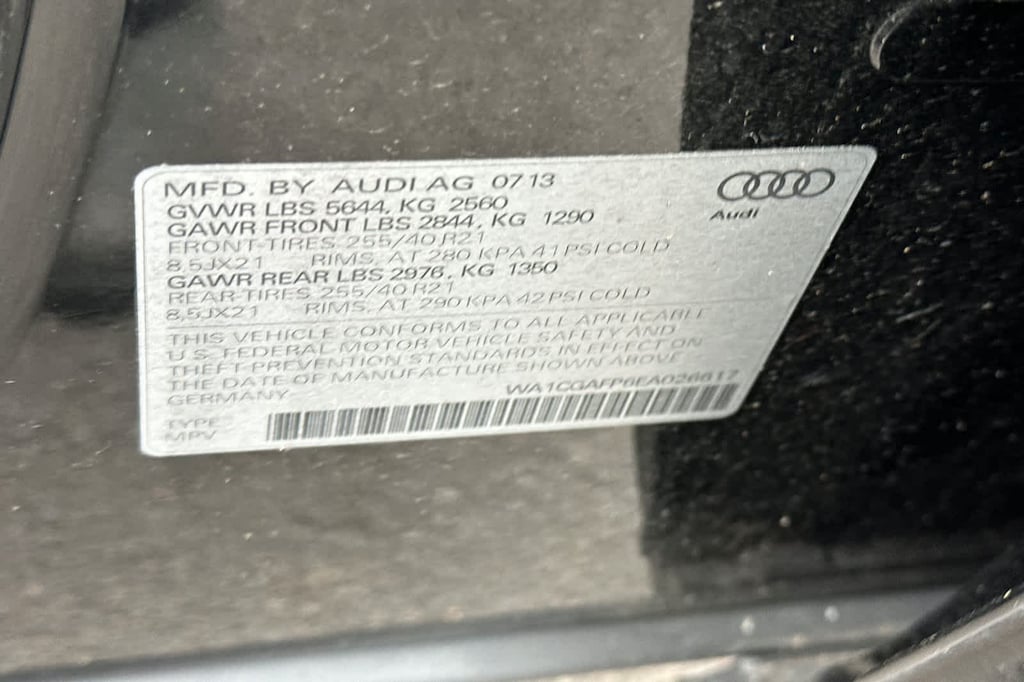 MFD. BY AUDI AG 07 13
GVWR LBS 5644, KG 2560
GAWR FRONT LBS 2844, KG 1290
FRONT-TIRES 255/40 R21
8,5JX21 RIMS, AT 280 KPA 41 PSI COLD
GAWR REAR LBS 2976, KG 1350
REAR-TIRES 255/40 R21
8,5JX21 RIMS, AT 290 KPA 42 PSI COLD
THIS VEHICLE CONFORMS TO ALL APPLICABLE
U.S. FEDERAL MOTOR VEHICLE SAFETY AND
THEFT PREVENTION STANDARDS IN EFFECT ON
THE DATE OF MANUFACTURE SHOWN ABOVE
GERMANY
WA1CGAFP6EA026617
TYPE
MPV
Audi